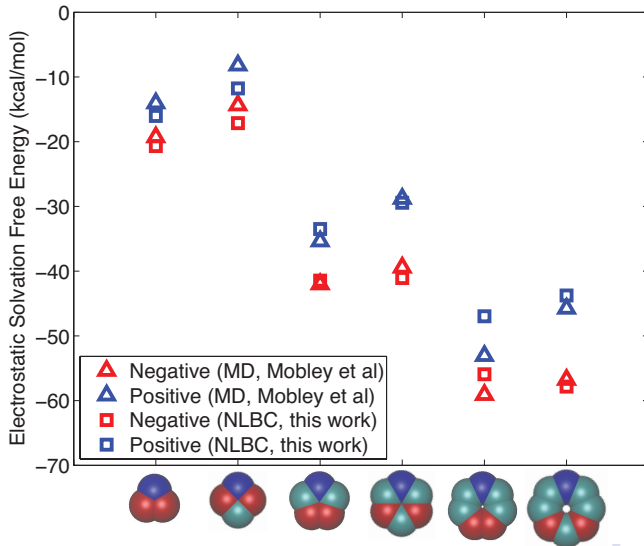 Electrostatic Solvation Free Energy (kcal/mol)
0
−10
−20
−30
−40
−50
−60
−70
Negative (MD, Mobley et al)
Positive (MD, Mobley et al)
Negative (NLBC, this work)
Positive (NLBC, this work)